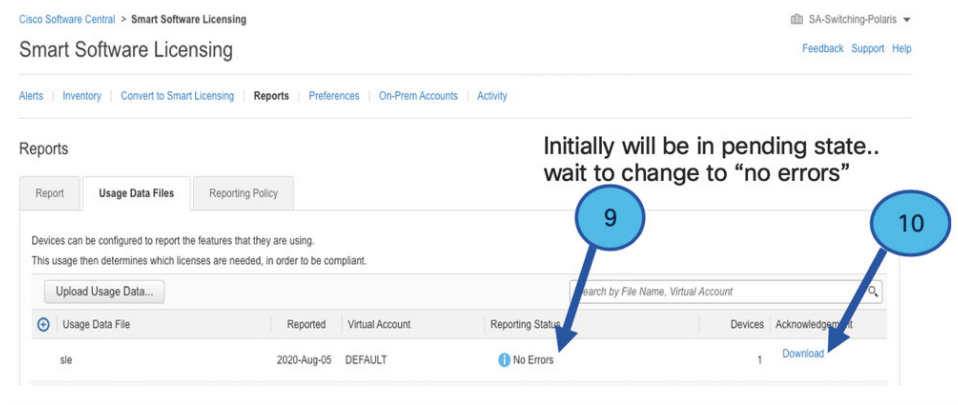 Cisco Software Central > Smart Software Licensing
SA-Switching-Polaris
Smart Software Licensing
Feedback Support Help
Alerts | Inventory | Convert to Smart Licensing | Reports | Preferences | On-Prem Accounts | Activity
Reports
Initially will be in pending state..
wait to change to “no errors”
Report Usage Data Files Reporting Policy
9
10
Devices can be configured to report the features that they are using.
This usage then determines which licenses are needed, in order to be compliant.
Upload Usage Data...
Search by File Name, Virtual Account
Usage Data File Reported Virtual Account Reporting Status Devices Acknowledgement
sle 2020-Aug-05 DEFAULT No Errors 1 Download